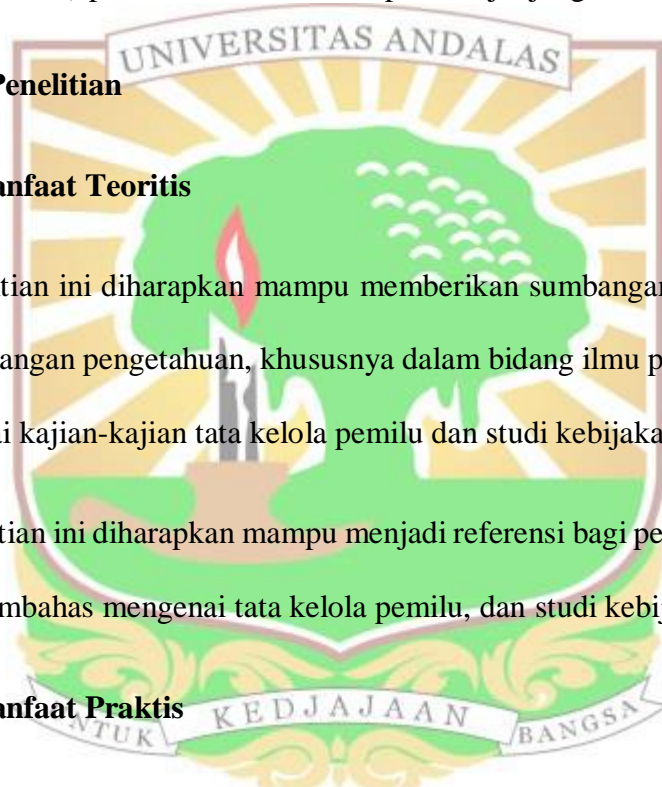 UNIVERSITAS ANDALAS
Penelitian
anfaat Teoritis
tian ini diharapkan mampu memberikan sumbangan
angan pengetahuan, khususnya dalam bidang ilmu p
ai kajian-kajian tata kelola pemilu dan studi kebijaka
tian ini diharapkan mampu menjadi referensi bagi pe
mbahas mengenai tata kelola pemilu, dan studi kebij
anfaat Praktis
NTUK KEDJAJAAN BANGSA